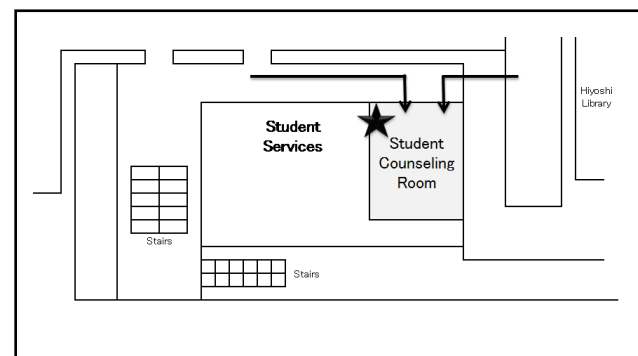 Hiyoshi
Library
Student
Services
Student
Counseling
Room
Stairs
Stairs